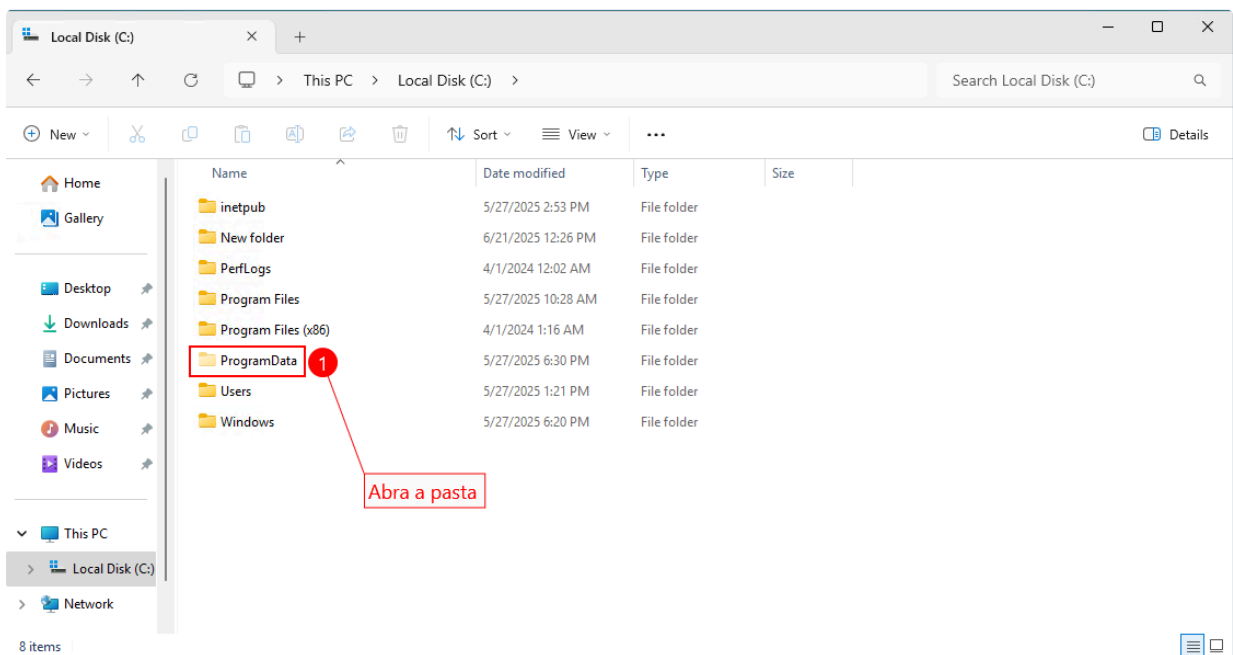 Local Disk (C:)
This PC > Local Disk (C:) >
Search Local Disk (C:)
New
Sort
View
Details
Home
Gallery
Desktop
Downloads
Documents
Pictures
Music
Videos
This PC
Local Disk (C:)
Network
Name Date modified Type Size
inetpub 5/27/2025 2:53 PM File folder
New folder 6/21/2025 12:26 PM File folder
PerfLogs 4/1/2024 12:02 AM File folder
Program Files 5/27/2025 10:28 AM File folder
Program Files (x86) 4/1/2024 1:16 AM File folder
ProgramData 1 5/27/2025 6:30 PM File folder
Users 5/27/2025 1:21 PM File folder
Windows 5/27/2025 6:20 PM File folder
Abra a pasta
8 items